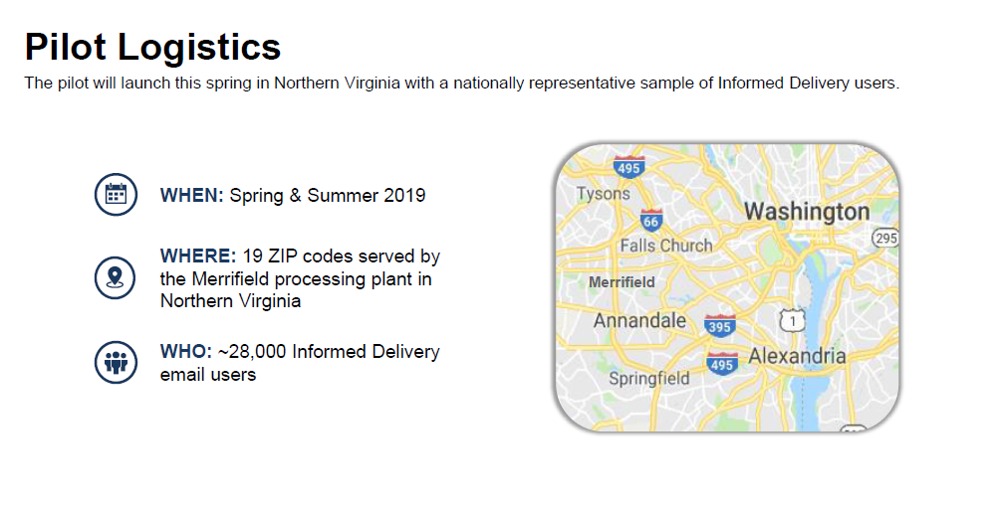 Pilot Logistics
The pilot will launch this spring in Northern Virginia with a nationally representative sample of Informed Delivery users.
WHEN: Spring & Summer 2019
WHERE: 19 ZIP codes served by
the Merrifield processing plant in
Northern Virginia
WHO: ~28,000 Informed Delivery
email users
495
Tysons
Washington
66
295
Falls Church
Merrifield
Annandale
395
1
495
Alexandria
Springfield